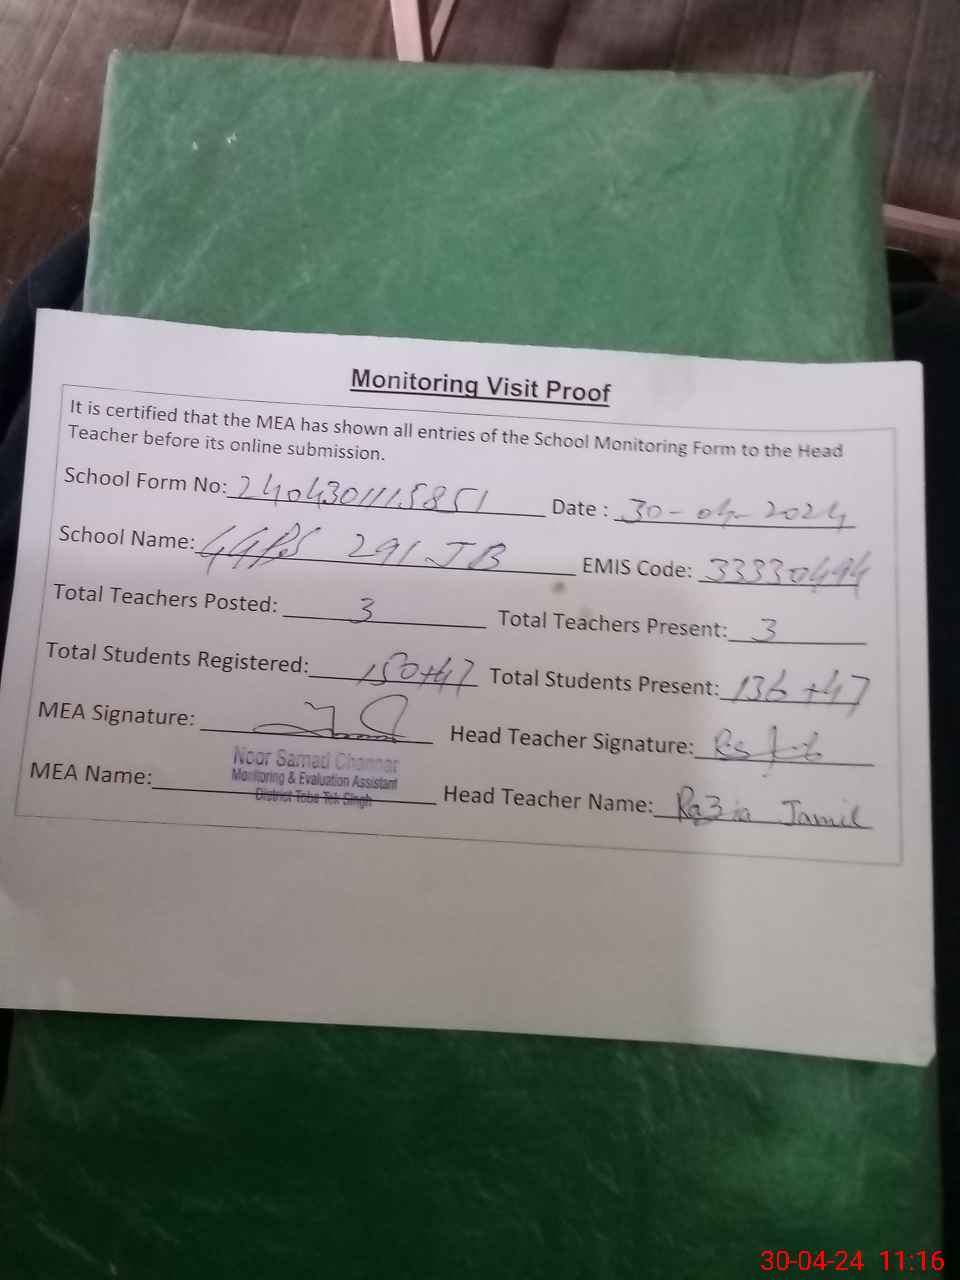 Monitoring Visit Proof
It is certified that the MEA has shown all entries of the School Monitoring Form to the Head
Teacher before its online submission.
School Form No: 2404301115851 Date : 30-04-2024
School Name: GGPS 291 JB EMIS Code: 33330494
Total Teachers Posted: 3 Total Teachers Present: 3
Total Students Registered: 150+47 Total Students Present: 136+47
MEA Signature: Head Teacher Signature:
Noor Samad Channar
Monitoring & Evaluation Assistant
District Toba Tek Singh
MEA Name: Head Teacher Name: Razia Jamil
30-04-24 11:16